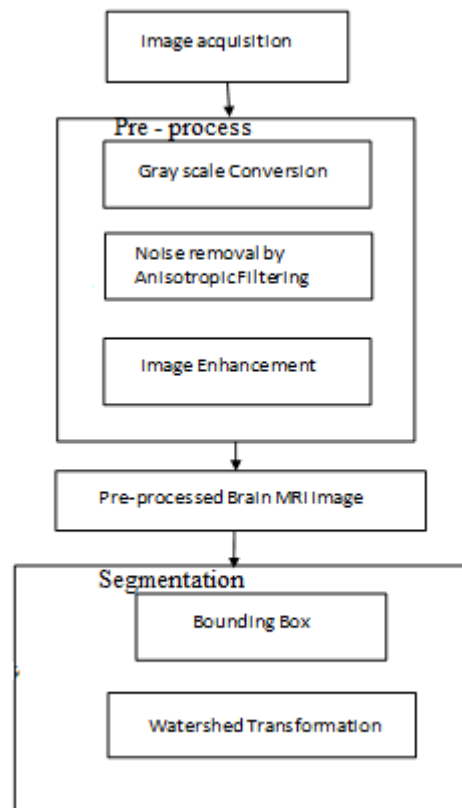 Image acquisition
Pre - process
Gray scale Conversion
Noise removal by
Anisotropic Filtering
Image Enhancement
Pre-processed Brain MRI Image
Segmentation
Bounding Box
Watershed Transformation